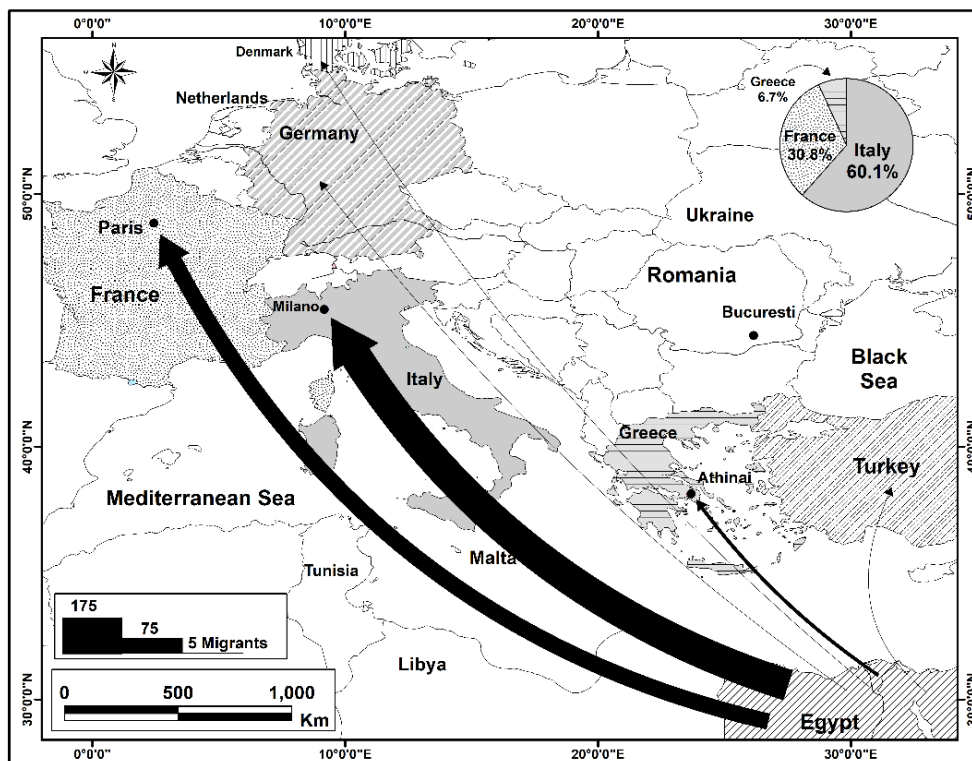 0°0'0"
10°0'0"E
20°0'0"E
30°0'0"E
N
Denmark
Netherlands
Germany
Greece
6.7%
France
30.8%
Italy
60.1%
50°0'0"N
Ukraine
Paris
Romania
France
Milano
Bucuresti
Black
Sea
Italy
40°0'0"N
Greece
Turkey
Athinai
Mediterranean Sea
Malta
Tunisia
175
75
5 Migrants
Libya
0
500
1,000
Km
30°0'0"N
Egypt
0°0'0"
10°0'0"E
20°0'0"E
30°0'0"E